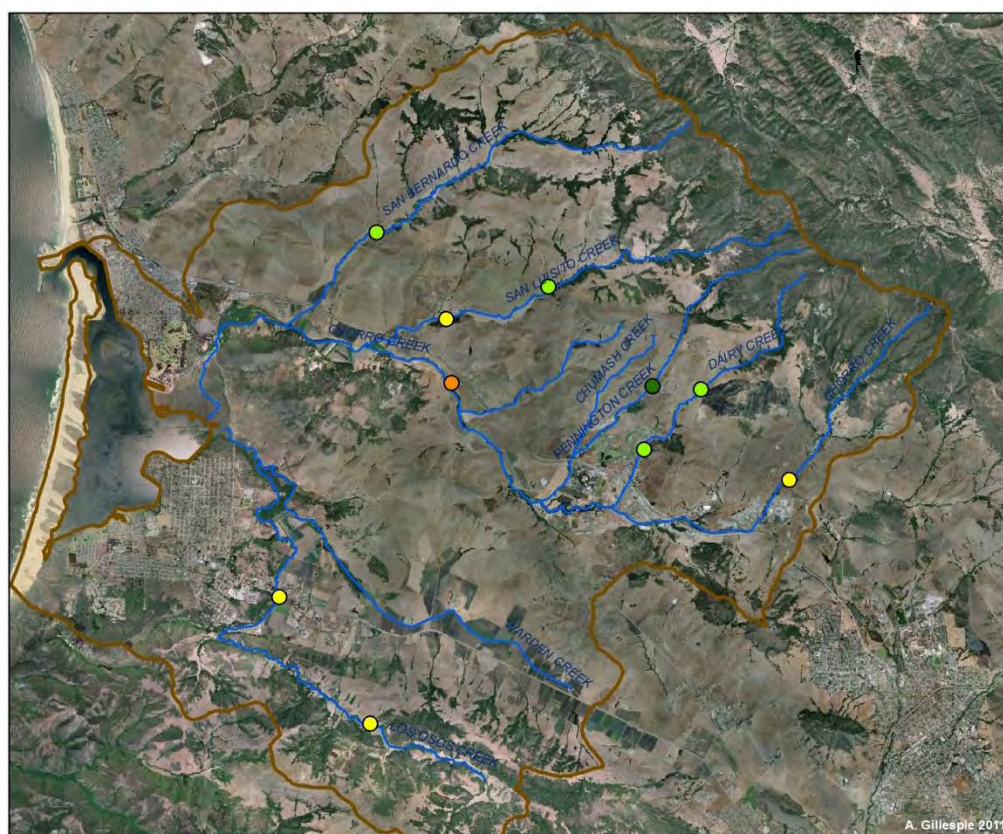 SAN BERNARDO CREEK
SAN LUISITO CREEK
CHORRO CREEK
CHUMASH CREEK
PENNINGTON CREEK
DAIRY CREEK
CHORRO CREEK
WARDEN CREEK
LOS OSOS CREEK
A. Gillespie 2011